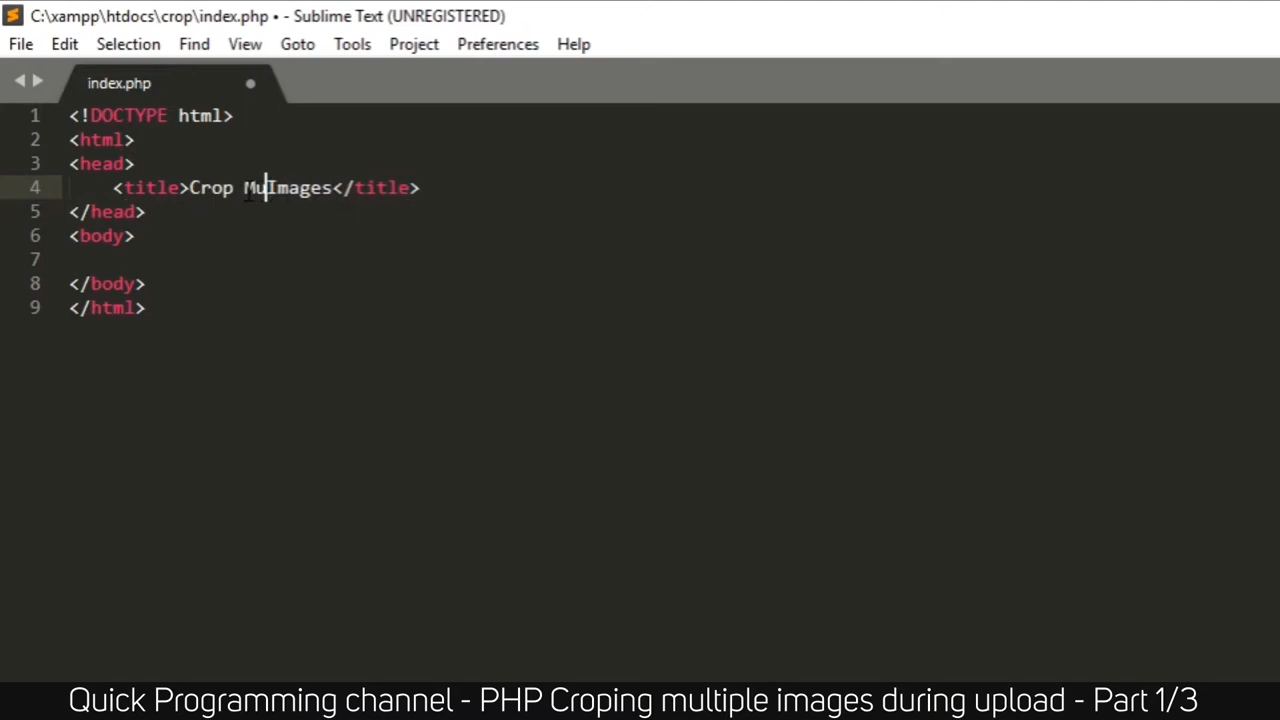 C:\xampp\htdocs\crop\index.php • - Sublime Text (UNREGISTERED)
File Edit Selection Find View Goto Tools Project Preferences Help
index.php
1 <!DOCTYPE html>
2 <html>
3 <head>
4 <title>Crop MuImages</title>
5 </head>
6 <body>
7
8 </body>
9 </html>
Quick Programming channel - PHP Croping multiple images during upload - Part 1/3